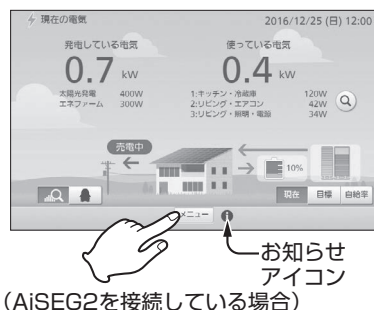 現在の電気 2016/12/25 (日) 12:00
発電している電気 使っている電気
0.7 kW 0.4 kW
太陽光発電 400W
エネファーム 300W
1:キッチン・冷蔵庫 120W
2:リビング・エアコン 42W
3:リビング・照明・電源 34W
売電中
10%
現在 目標 自給率
メニュー i
お知らせ
アイコン
(AiSEG2を接続している場合)